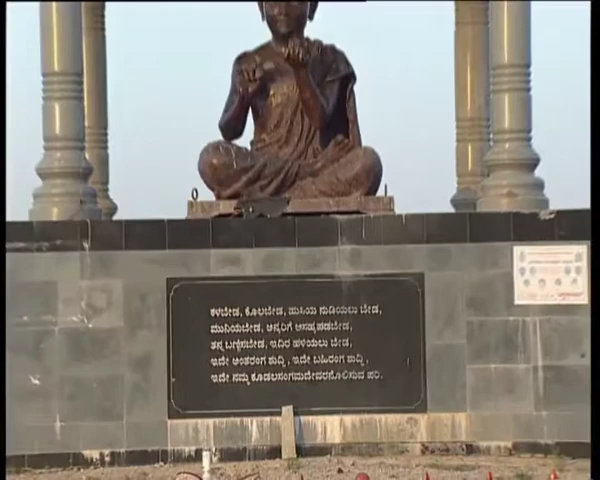 ಕಳಬೇಡ, ಕೊಲಬೇಡ, ಹುಸಿಯ ನುಡಿಯಲು ಬೇಡ,
ಮುನಿಯಬೇಡ, ಅನ್ಯರಿಗೆ ಅಸಹ್ಯಪಡಬೇಡ,
ತನ್ನ ಬಣ್ಣಿಸಬೇಡ, ಇದಿರ ಹಳಿಯಲು ಬೇಡ.
ಇದೇ ಅಂತರಂಗ ಶುದ್ಧಿ, ಇದೇ ಬಹಿರಂಗ ಶುದ್ಧಿ
ಇದೇ ನಮ್ಮ ಕೂಡಲಸಂಗಮದೇವರನೊಲಿಸುವ ಪರಿ.